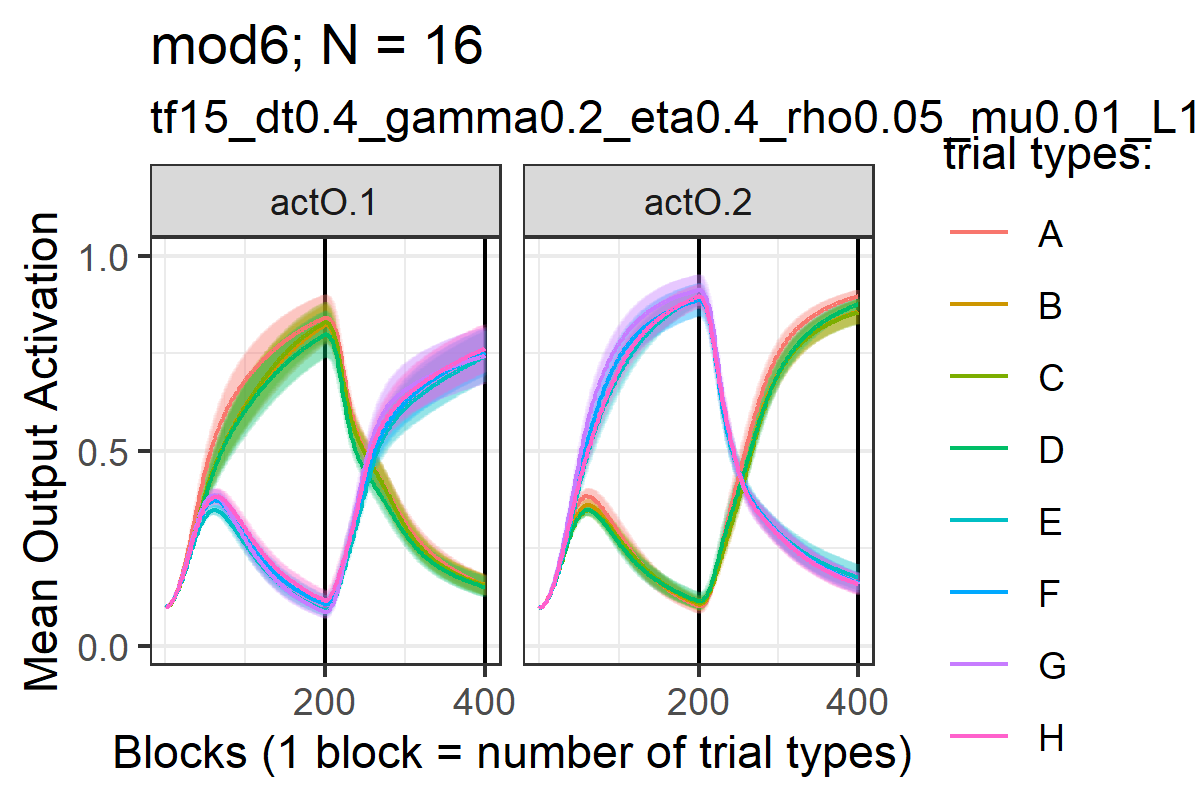 mod6; N = 16
tf15_dt0.4_gamma0.2_eta0.4_rho0.05_mu0.01_L1
trial types:
actO.1
actO.2
A
B
C
D
E
F
G
H
Mean Output Activation
1.0
0.5
0.0
200
400
200
400
Blocks (1 block = number of trial types)